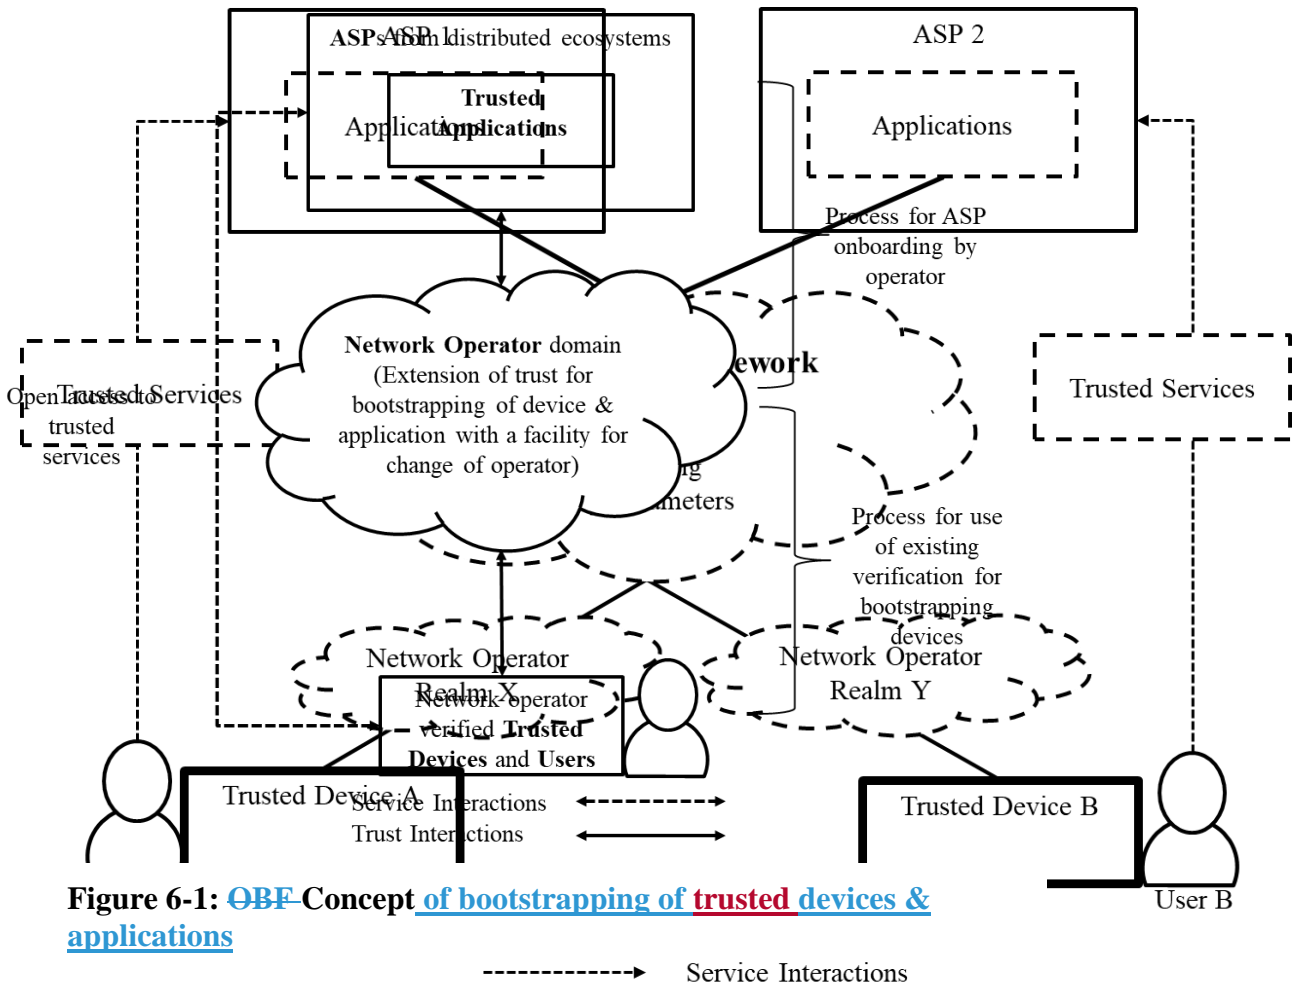 ASP 1
ASPs from distributed ecosystems
ASP 2
Trusted
Applications
Applications
Applications
Process for ASP
onboarding by
operator
Network Operator domain
(Extension of trust for
bootstrapping of device &
application with a facility for
change of operator)
Trusted Services
Open access to
trusted
services
Trusted Services
Process for use
of existing
verification for
bootstrapping
devices
Network Operator
Realm X
Network Operator
Realm Y
Network operator
verified Trusted
Devices and Users
Trusted Device A
Trusted Device B
Service Interactions
Trust Interactions
User B
Figure 6-1: OBF Concept of bootstrapping of trusted devices &
applications
Service Interactions